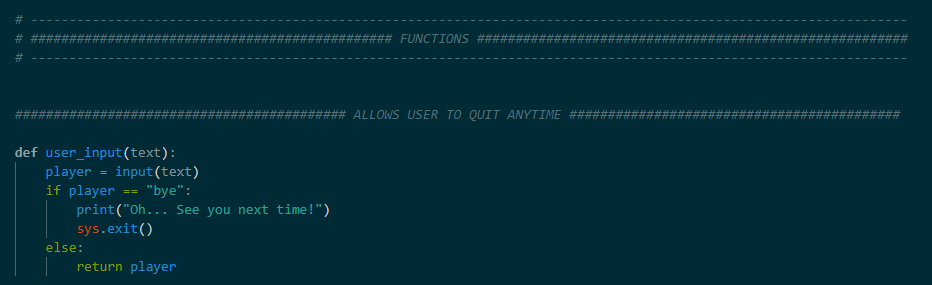 # ------------------------------------------------------------------------------------------------------------------
# ############################################### FUNCTIONS ########################################################
# ------------------------------------------------------------------------------------------------------------------
########################################### ALLOWS USER TO QUIT ANYTIME ###########################################
def user_input(text):
    player = input(text)
    if player == "bye":
        print("Oh... See you next time!")
        sys.exit()
    else:
        return player